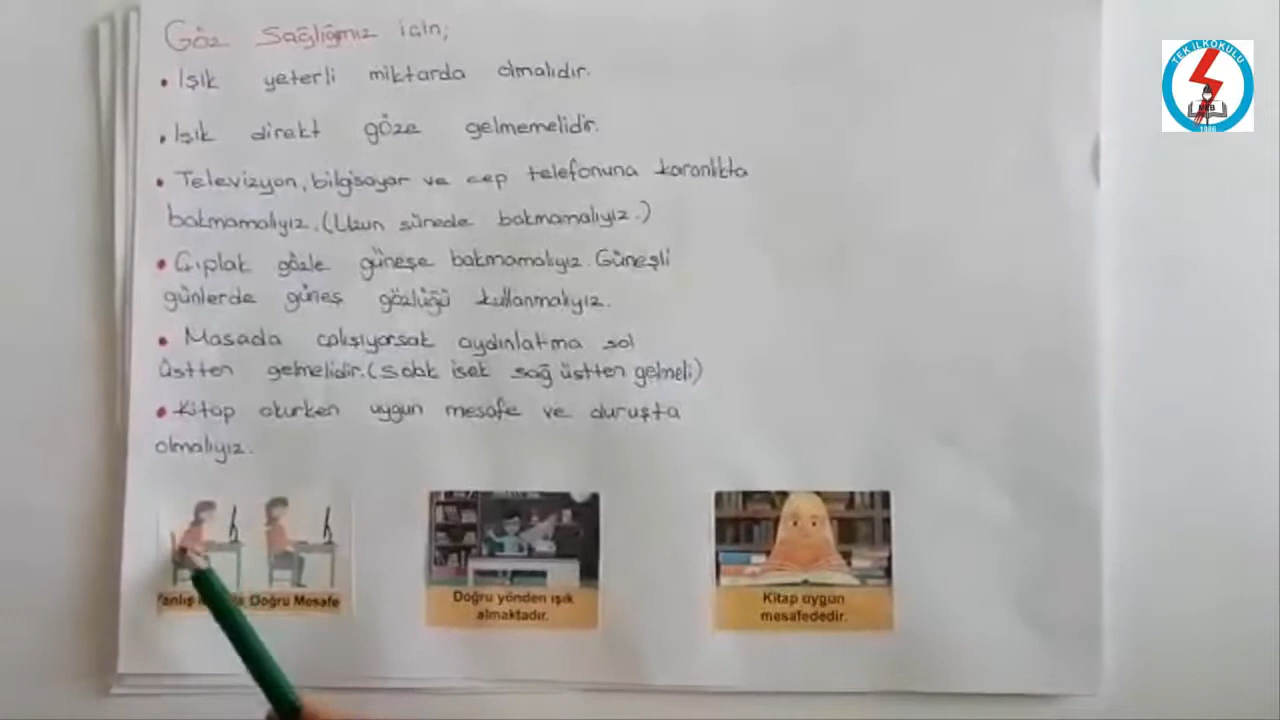 Göz Sağlığmız için;
• Işık yeterli miktarda olmalıdır.
• Işık direkt göze gelmemelidir.
• Televizyon, bilgisayar ve cep telefonuna karanlıkta
bakmamalıyız. (Uzun sürede bakmamalıyız.)
• Çıplak gözle güneşe bakmamalıyız. Güneşli
günlerde güneş gözlüğü kullanmalıyız.
• Masada çalışıyorsak aydınlatma sol
üstten gelmelidir. (Solak isek sağ üstten gelmeli)
• Kitap okurken uygun mesafe ve duruşta
olmalıyız.
Yanlış Doğru Mesafe
Doğru yönden ışık
almaktadır.
Kitap uygun
mesafededir.
TEK İLKOKULU
MEB
1986